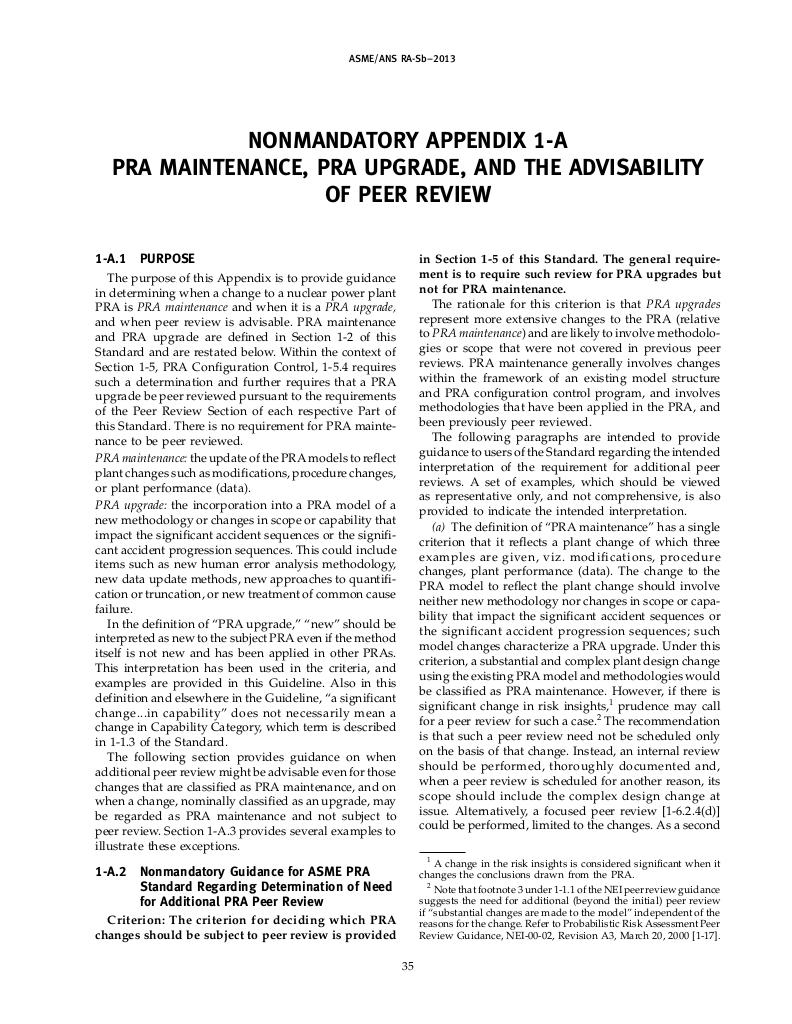 ASME/ANS RA-Sb–2013
NONMANDATORY APPENDIX 1-A
PRA MAINTENANCE, PRA UPGRADE, AND THE ADVISABILITY
OF PEER REVIEW
1-A.1 PURPOSE
The purpose of this Appendix is to provide guidance
in determining when a change to a nuclear power plant
PRA is PRA maintenance and when it is a PRA upgrade,
and when peer review is advisable. PRA maintenance
and PRA upgrade are defined in Section 1-2 of this
Standard and are restated below. Within the context of
Section 1-5, PRA Configuration Control, 1-5.4 requires
such a determination and further requires that a PRA
upgrade be peer reviewed pursuant to the requirements
of the Peer Review Section of each respective Part of
this Standard. There is no requirement for PRA mainte-
nance to be peer reviewed.
PRA maintenance: the update of the PRA models to reflect
plant changes such as modifications, procedure changes,
or plant performance (data).
PRA upgrade: the incorporation into a PRA model of a
new methodology or changes in scope or capability that
impact the significant accident sequences or the signifi-
cant accident progression sequences. This could include
items such as new human error analysis methodology,
new data update methods, new approaches to quantifi-
cation or truncation, or new treatment of common cause
failure.
In the definition of “PRA upgrade,” “new” should be
interpreted as new to the subject PRA even if the method
itself is not new and has been applied in other PRAs.
This interpretation has been used in the criteria, and
examples are provided in this Guideline. Also in this
definition and elsewhere in the Guideline, “a significant
change...in capability” does not necessarily mean a
change in Capability Category, which term is described
in 1-1.3 of the Standard.
The following section provides guidance on when
additional peer review might be advisable even for those
changes that are classified as PRA maintenance, and on
when a change, nominally classified as an upgrade, may
be regarded as PRA maintenance and not subject to
peer review. Section 1-A.3 provides several examples to
illustrate these exceptions.
1-A.2 Nonmandatory Guidance for ASME PRA
Standard Regarding Determination of Need
for Additional PRA Peer Review
Criterion: The criterion for deciding which PRA
changes should be subject to peer review is provided
in Section 1-5 of this Standard. The general require-
ment is to require such review for PRA upgrades but
not for PRA maintenance.
The rationale for this criterion is that PRA upgrades
represent more extensive changes to the PRA (relative
to PRA maintenance) and are likely to involve methodolo-
gies or scope that were not covered in previous peer
reviews. PRA maintenance generally involves changes
within the framework of an existing model structure
and PRA configuration control program, and involves
methodologies that have been applied in the PRA, and
been previously peer reviewed.
The following paragraphs are intended to provide
guidance to users of the Standard regarding the intended
interpretation of the requirement for additional peer
reviews. A set of examples, which should be viewed
as representative only, and not comprehensive, is also
provided to indicate the intended interpretation.
(a) The definition of “PRA maintenance” has a single
criterion that it reflects a plant change of which three
examples are given, viz. modifications, procedure
changes, plant performance (data). The change to the
PRA model to reflect the plant change should involve
neither new methodology nor changes in scope or capa-
bility that impact the significant accident sequences or
the significant accident progression sequences; such
model changes characterize a PRA upgrade. Under this
criterion, a substantial and complex plant design change
using the existing PRA model and methodologies would
be classified as PRA maintenance. However, if there is
significant change in risk insights,1 prudence may call
for a peer review for such a case.2 The recommendation
is that such a peer review need not be scheduled only
on the basis of that change. Instead, an internal review
should be performed, thoroughly documented and,
when a peer review is scheduled for another reason, its
scope should include the complex design change at
issue. Alternatively, a focused peer review [1-6.2.4(d)]
could be performed, limited to the changes. As a second
1 A change in the risk insights is considered significant when it
changes the conclusions drawn from the PRA.
2 Note that footnote 3 under 1-1.1 of the NEI peer review guidance
suggests the need for additional (beyond the initial) peer review
if “substantial changes are made to the model” independent of the
reasons for the change. Refer to Probabilistic Risk Assessment Peer
Review Guidance, NEI-00-02, Revision A3, March 20, 2000 [1-17].
35